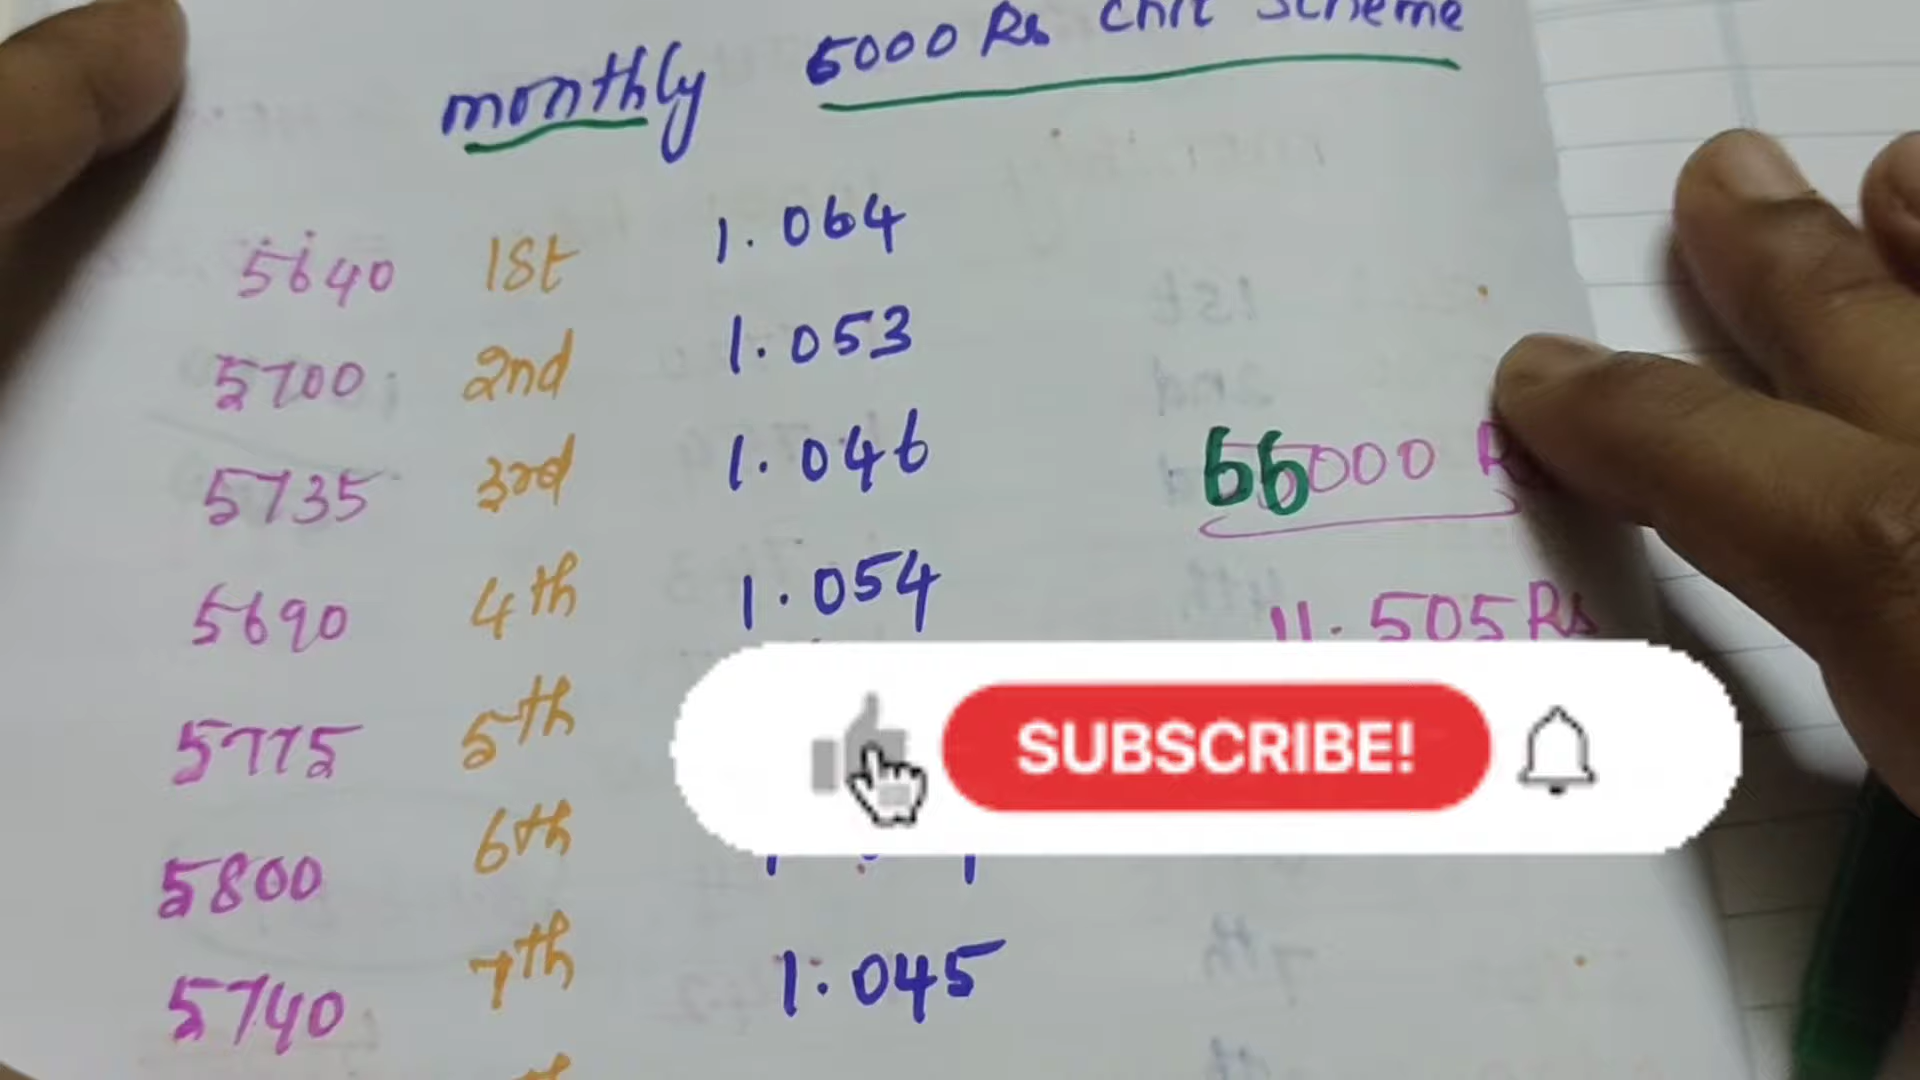 monthly 5000 Rs chit scheme
5640 1st 1.064
5700 2nd 1.053
5735 3rd 1.046
66000
5690 4th 1.054
11.505 Rs
5775 5th
SUBSCRIBE!
5800 6th
5740 7th 1.045